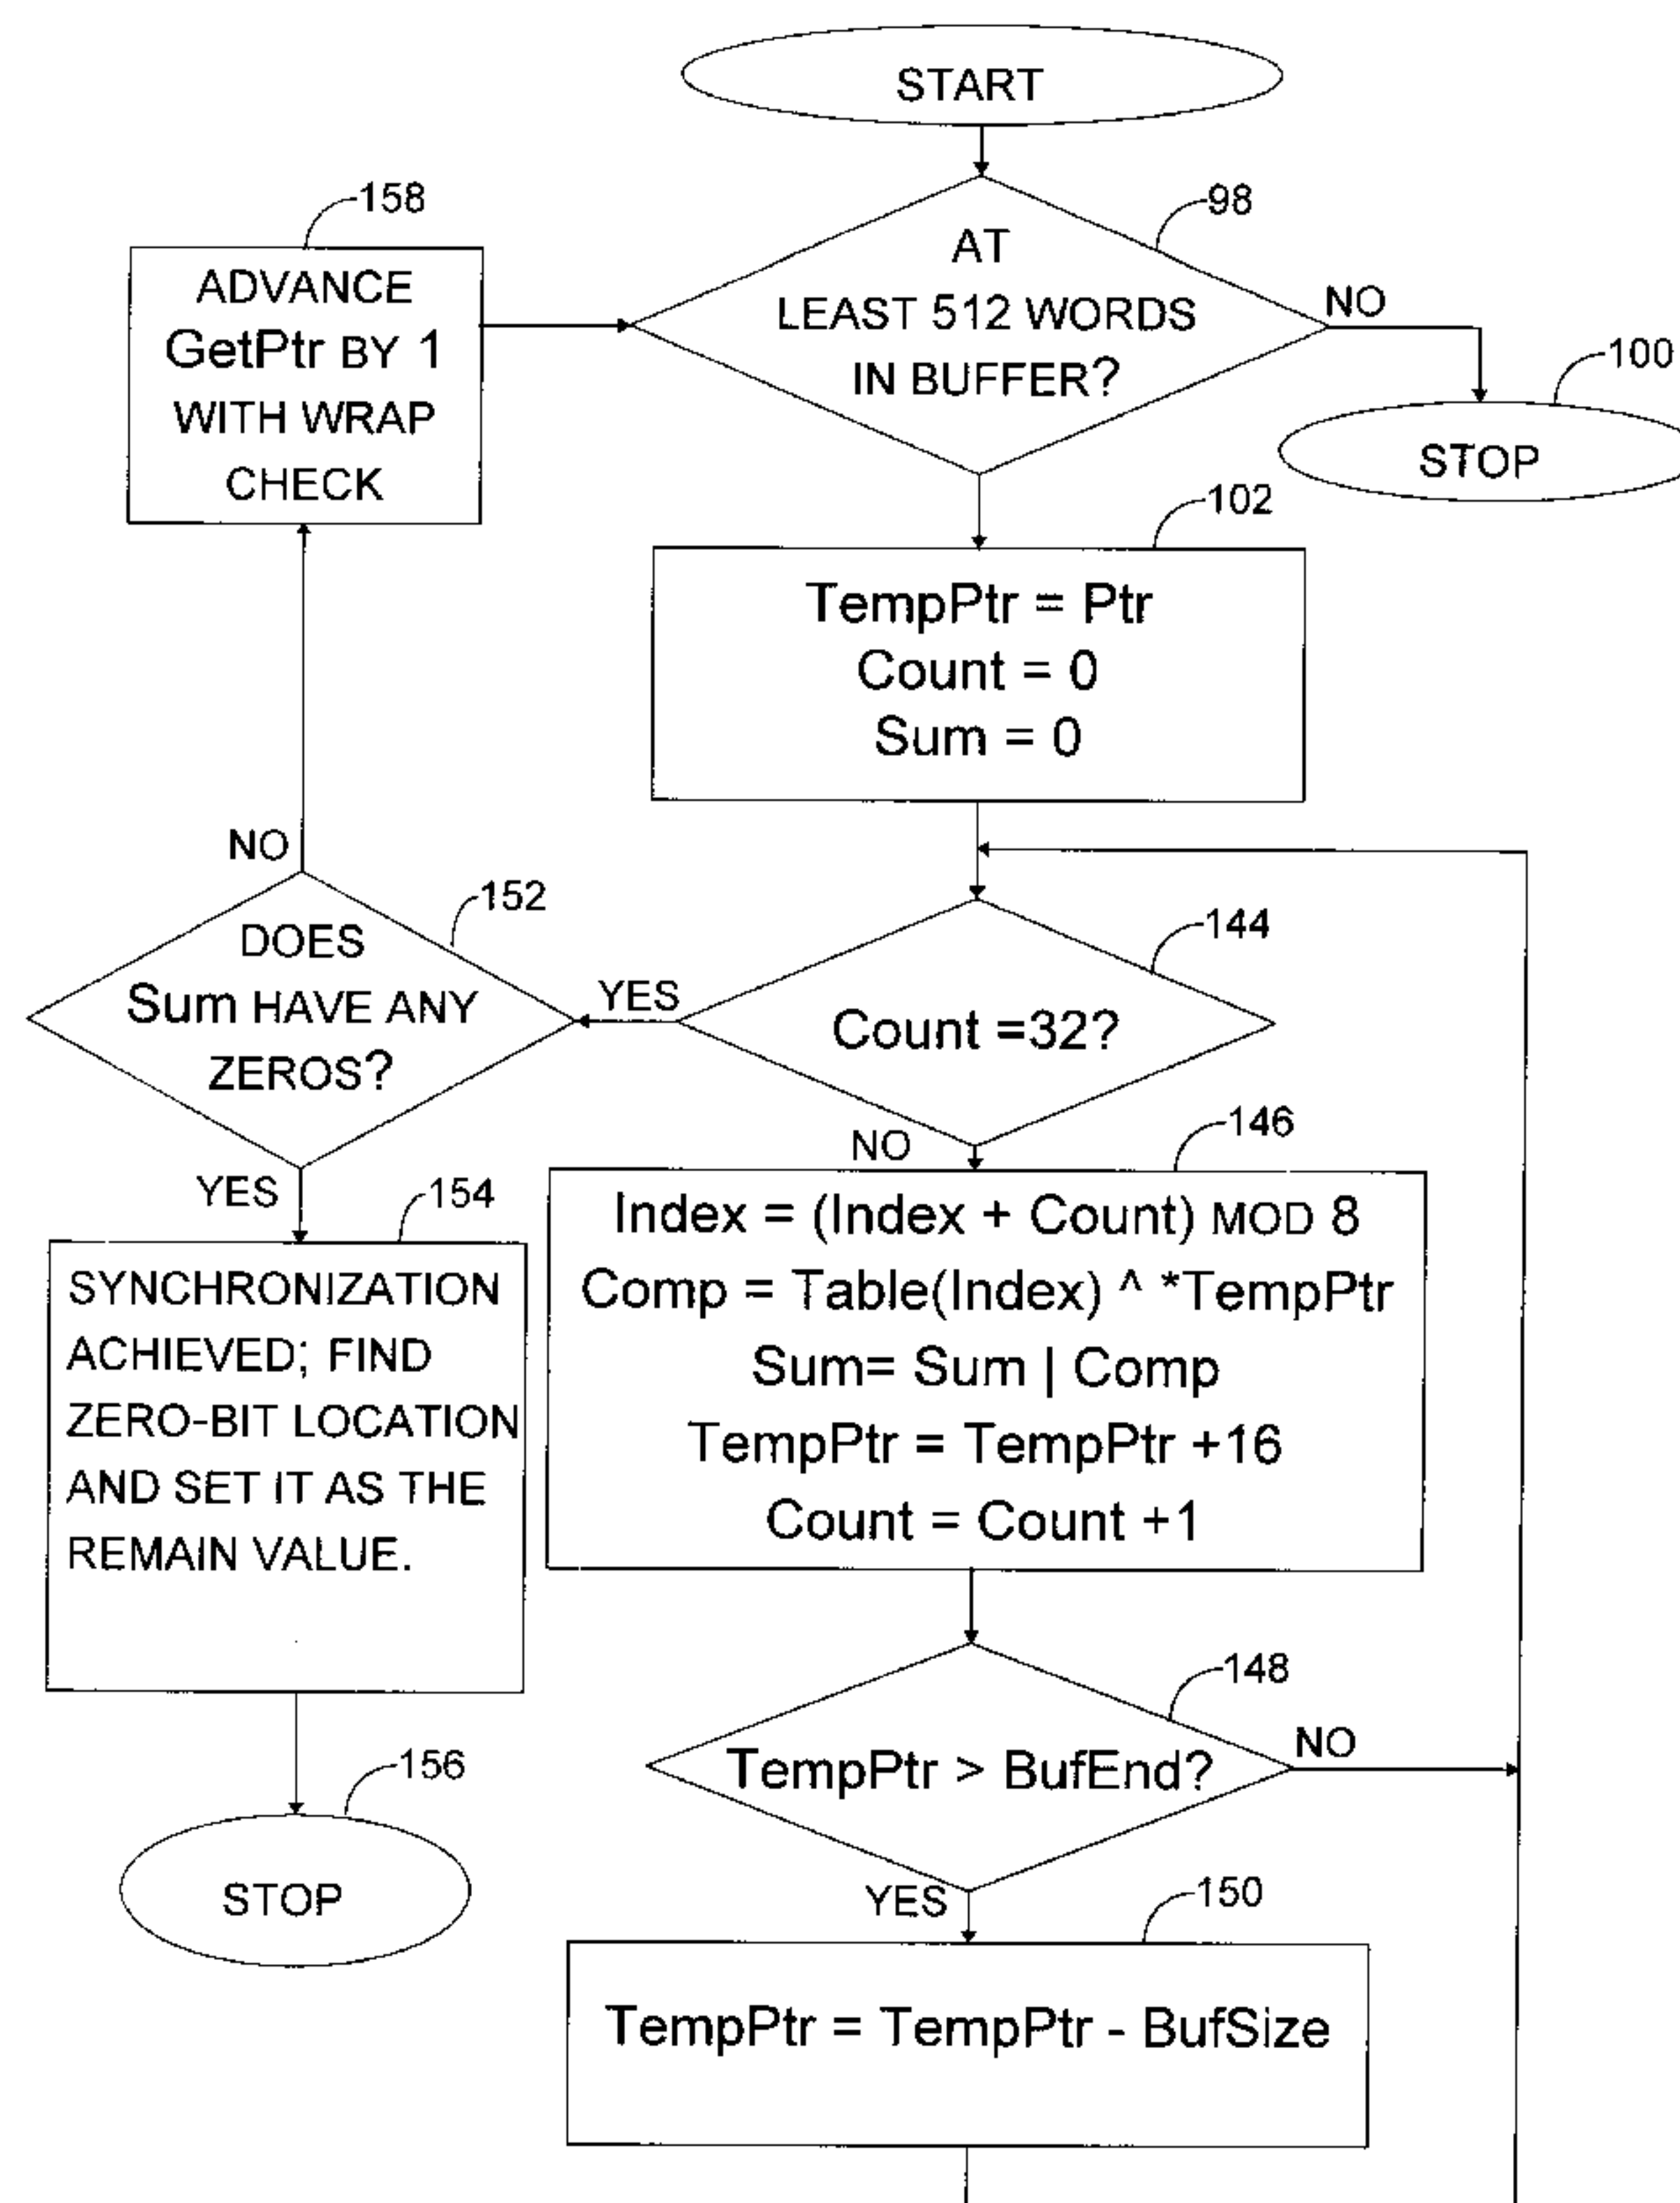 START
98
AT
LEAST 512 WORDS
IN BUFFER?
NO
100
STOP
158
ADVANCE
GetPtr BY 1
WITH WRAP
CHECK
102
TempPtr = Ptr
Count = 0
Sum = 0
NO
152
DOES
Sum HAVE ANY
ZEROS?
YES
144
Count =32?
NO
146
Index = (Index + Count) MOD 8
Comp = Table(Index) ^ *TempPtr
Sum= Sum | Comp
TempPtr = TempPtr +16
Count = Count +1
YES
154
SYNCHRONIZATION
ACHIEVED; FIND
ZERO-BIT LOCATION
AND SET IT AS THE
REMAIN VALUE.
148
TempPtr > BufEnd?
NO
156
STOP
YES
150
TempPtr = TempPtr - BufSize